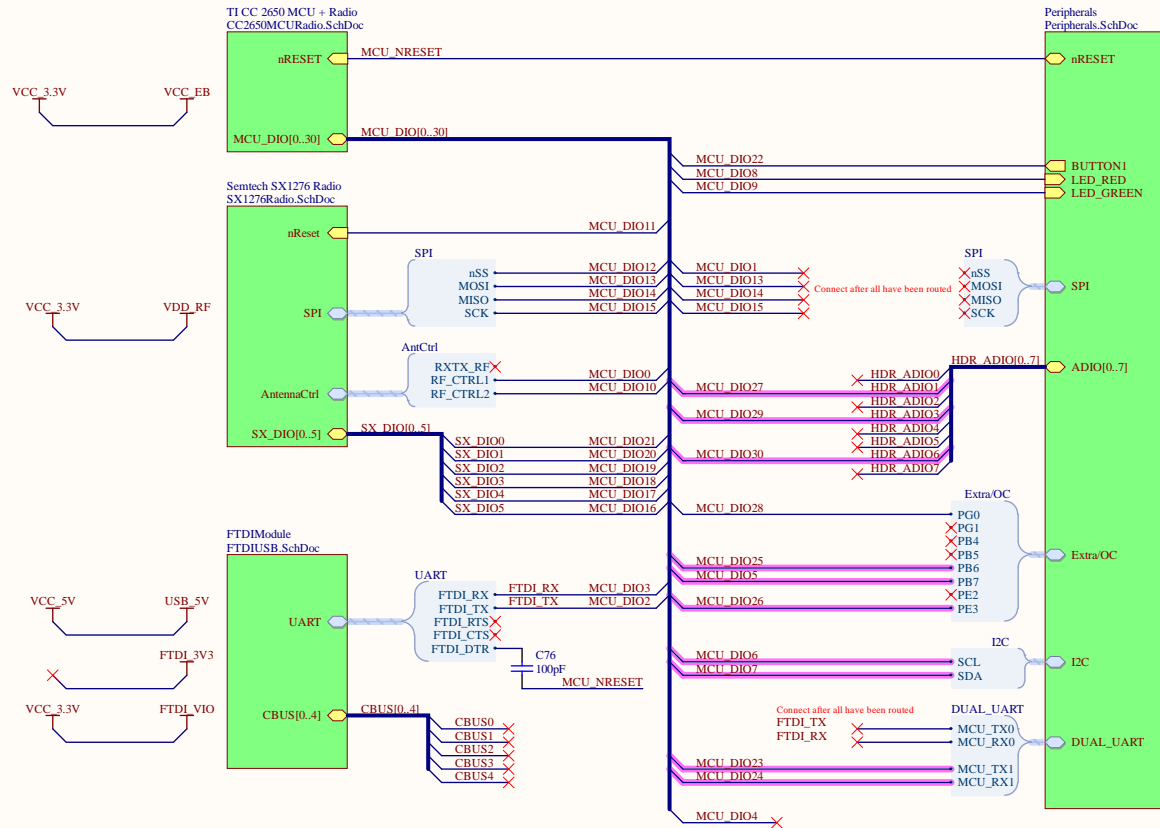 TI CC 2650 MCU + Radio
CC2650MCURadio.SchDoc
nRESET
MCU_NRESET
MCU_DIO[0..30]
MCU_DIO[0..30]
VCC_3.3V
VCC_EB
Peripherals
Peripherals.SchDoc
nRESET
MCU_DIO22
BUTTON1
MCU_DIO8
LED_RED
MCU_DIO9
LED_GREEN
Semtech SX1276 Radio
SX1276Radio.SchDoc
nReset
MCU_DIO11
SPI
nSS
MCU_DIO12
MOSI
MCU_DIO13
MISO
MCU_DIO14
SCK
MCU_DIO15
SPI
VCC_3.3V
VDD_RF
MCU_DIO1
MCU_DIO13
MCU_DIO14
MCU_DIO15
Connect after all have been routed
SPI
nSS
MOSI
MISO
SCK
SPI
AntCtrl
RXTX_RF
RF_CTRL1
MCU_DIO0
RF_CTRL2
MCU_DIO10
AntennaCtrl
SX_DIO[0..5]
SX_DIO[0..5]
SX_DIO0
MCU_DIO21
SX_DIO1
MCU_DIO20
SX_DIO2
MCU_DIO19
SX_DIO3
MCU_DIO18
SX_DIO4
MCU_DIO17
SX_DIO5
MCU_DIO16
HDR_ADIO[0..7]
ADIO[0..7]
HDR_ADIO0
MCU_DIO27
HDR_ADIO1
HDR_ADIO2
MCU_DIO29
HDR_ADIO3
HDR_ADIO4
HDR_ADIO5
MCU_DIO30
HDR_ADIO6
HDR_ADIO7
Extra/OC
MCU_DIO28
PG0
PG1
PB4
PB5
MCU_DIO25
PB6
MCU_DIO5
PB7
PE2
MCU_DIO26
PE3
Extra/OC
FTDIModule
FTDIUSB.SchDoc
UART
FTDI_RX
FTDI_RX
MCU_DIO3
FTDI_TX
FTDI_TX
MCU_DIO2
FTDI_RTS
FTDI_CTS
FTDI_DTR
UART
C76
100pF
MCU_NRESET
VCC_5V
USB_5V
FTDI_3V3
VCC_3.3V
FTDI_VIO
CBUS[0..4]
CBUS[0..4]
CBUS0
CBUS1
CBUS2
CBUS3
CBUS4
I2C
MCU_DIO6
SCL
MCU_DIO7
SDA
I2C
Connect after all have been routed
DUAL_UART
FTDI_TX
MCU_TX0
FTDI_RX
MCU_RX0
MCU_DIO23
MCU_TX1
MCU_DIO24
MCU_RX1
DUAL_UART
MCU_DIO4